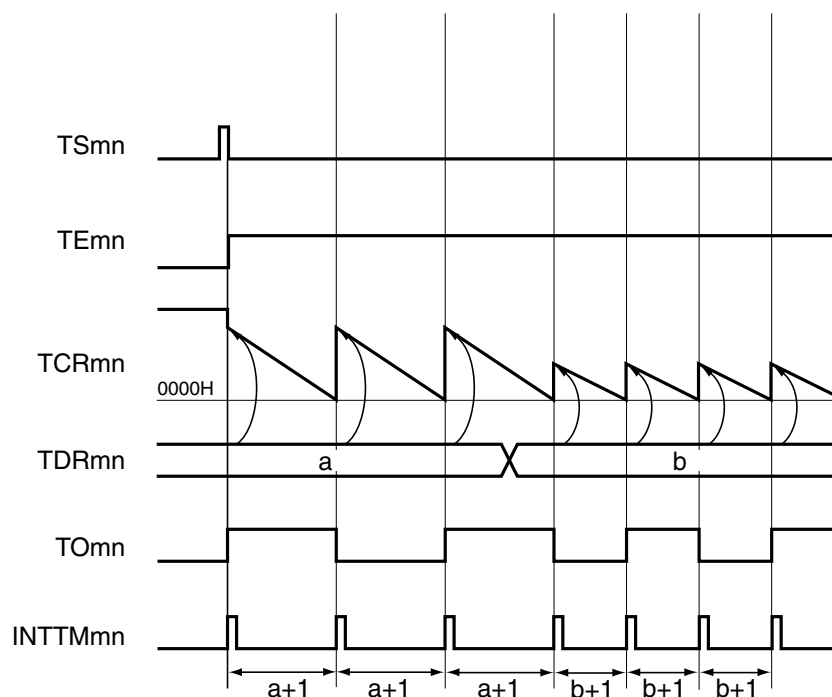 TSmn
TEmn
TCRmn
0000H
TDRmn
a
b
TOmn
INTTMmn
a+1
a+1
a+1
b+1
b+1
b+1